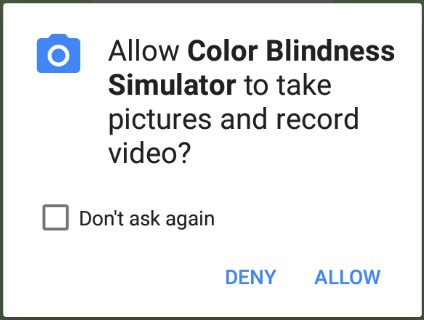 Allow Color Blindness
Simulator to take
pictures and record
video?
Don't ask again
DENY ALLOW